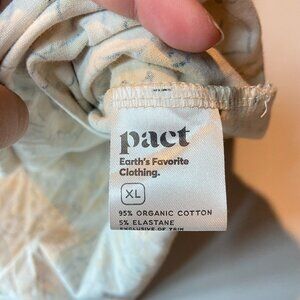 pact
Earth's Favorite
Clothing.
XL
95% ORGANIC COTTON
5% ELASTANE
EXCLUSIVE OF TRIM